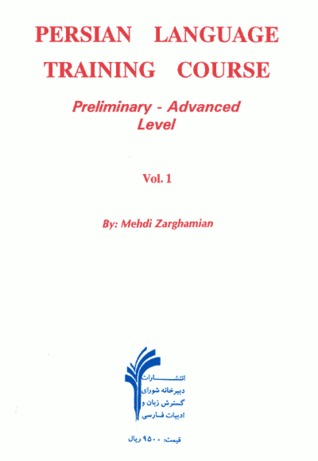 PERSIAN LANGUAGE
TRAINING COURSE
Preliminary - Advanced
Level
Vol. 1
By: Mehdi Zarghamian
انتشارات
دبیرخانه شورای
گسترش زبان و
ادبیات فارسی
قیمت: ۹۵۰۰ ریال